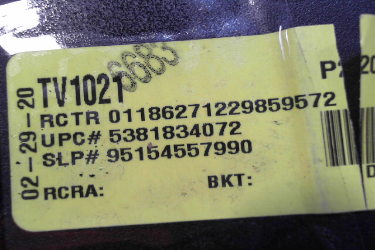 02-29-20
TV1021
6683
RCTR 01186271229859572
UPC# 5381834072
SLP# 95154557990
RCRA: BKT: